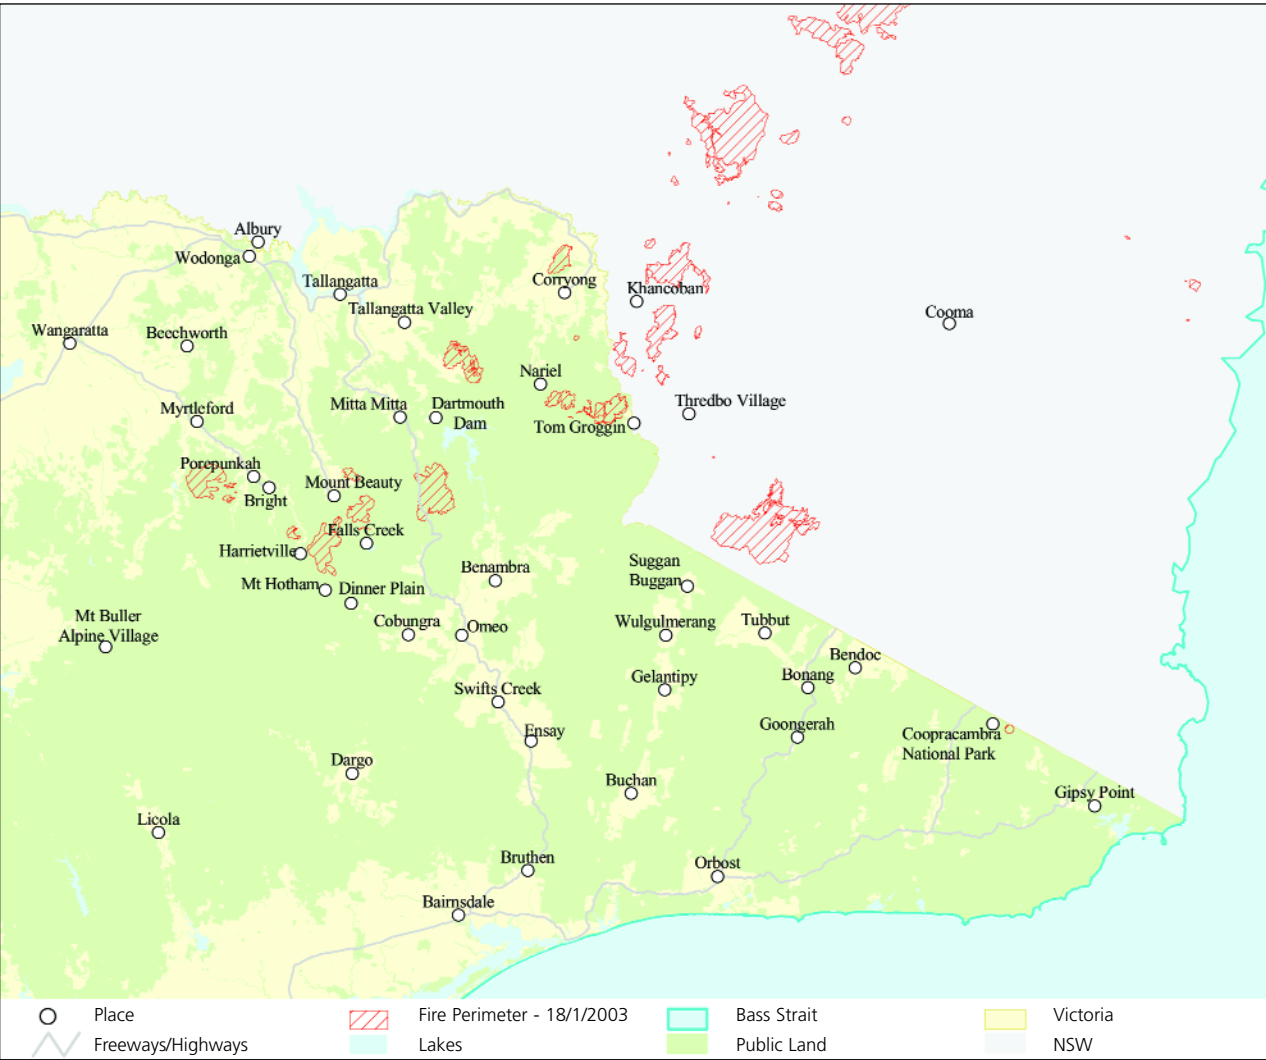 Albury
Wodonga
Tallangatta
Corryong
Khancoban
Tallangatta Valley
Cooma
Wangaratta
Beechworth
Nariel
Myrtleford
Mitta Mitta
Dartmouth
Dam
Thredbo Village
Tom Groggin
Porepunkah
Bright
Mount Beauty
Falls Creek
Harrietville
Benambra
Suggan
Buggan
Mt Hotham
Dinner Plain
Mt Buller
Alpine Village
Cobungra
Omeo
Wulgulmerang
Tubbut
Bendoc
Swifts Creek
Gelantipy
Bonang
Ensay
Goongerah
Coopracambra
National Park
Dargo
Buchan
Gipsy Point
Licola
Bruthen
Orbost
Bairnsdale
Place
Fire Perimeter - 18/1/2003
Bass Strait
Victoria
Freeways/Highways
Lakes
Public Land
NSW